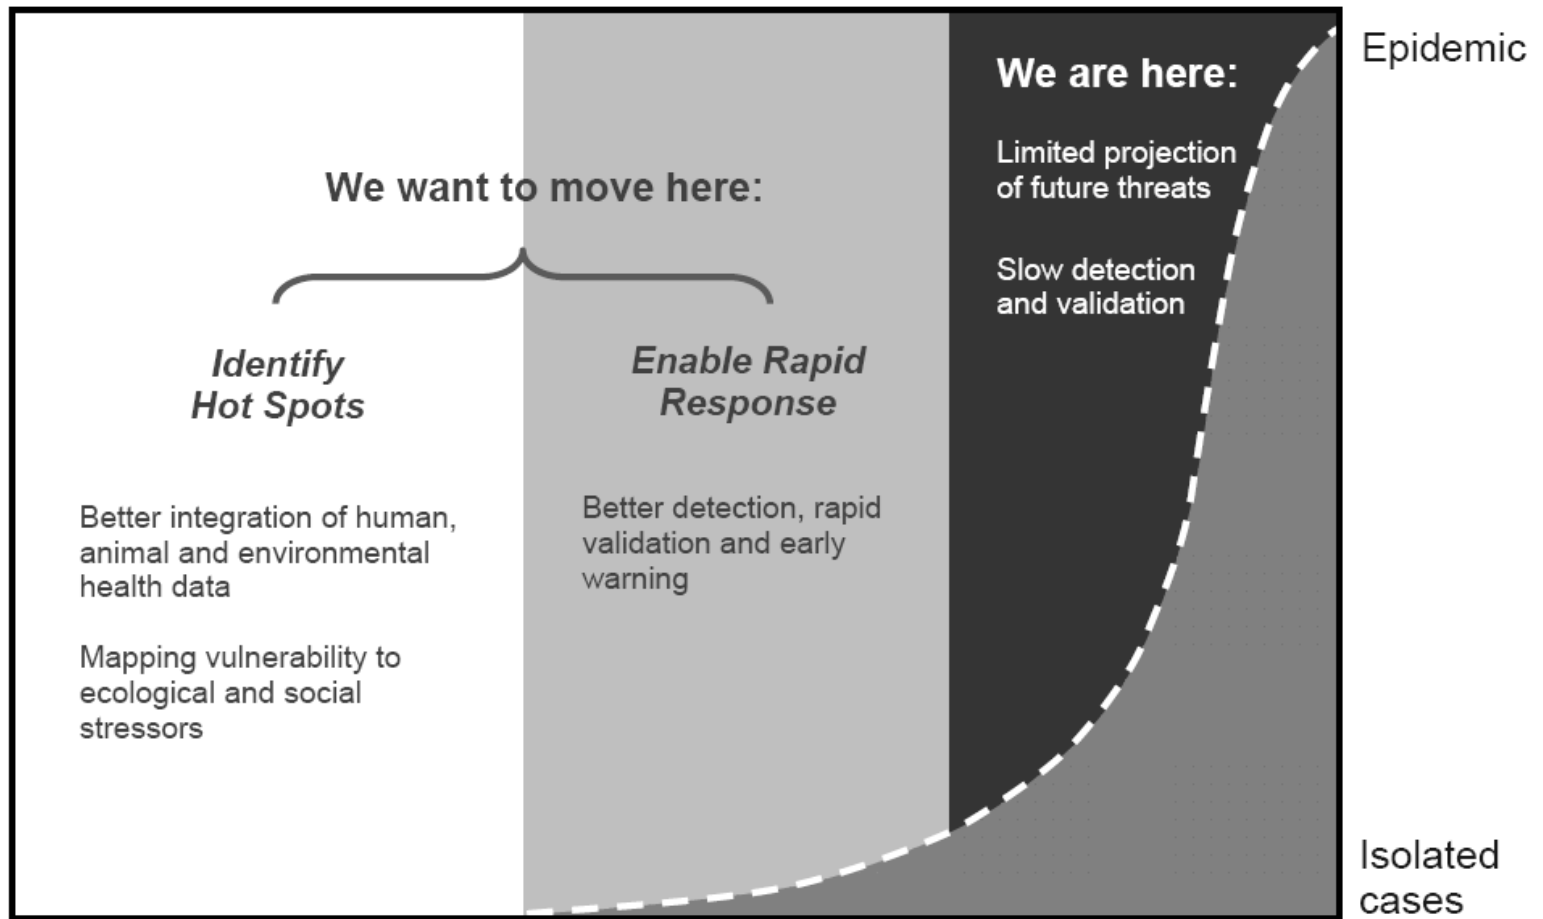 We want to move here:
Identify
Hot Spots
Better integration of human,
animal and environmental
health data
Mapping vulnerability to
ecological and social
stressors
Enable Rapid
Response
Better detection, rapid
validation and early
warning
We are here:
Limited projection
of future threats
Slow detection
and validation
Epidemic
Isolated
cases